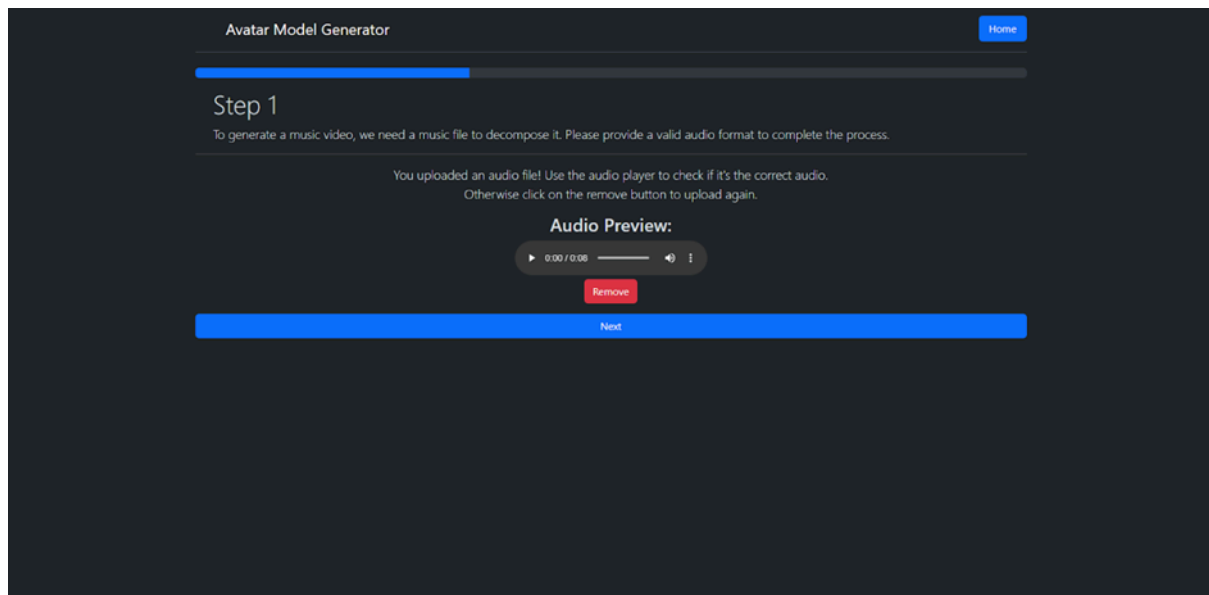 Avatar Model Generator
Home
Step 1
To generate a music video, we need a music file to decompose it. Please provide a valid audio format to complete the process.
You uploaded an audio file! Use the audio player to check if it's the correct audio.
Otherwise click on the remove button to upload again.
Audio Preview:
0:00 / 0:08
Remove
Next